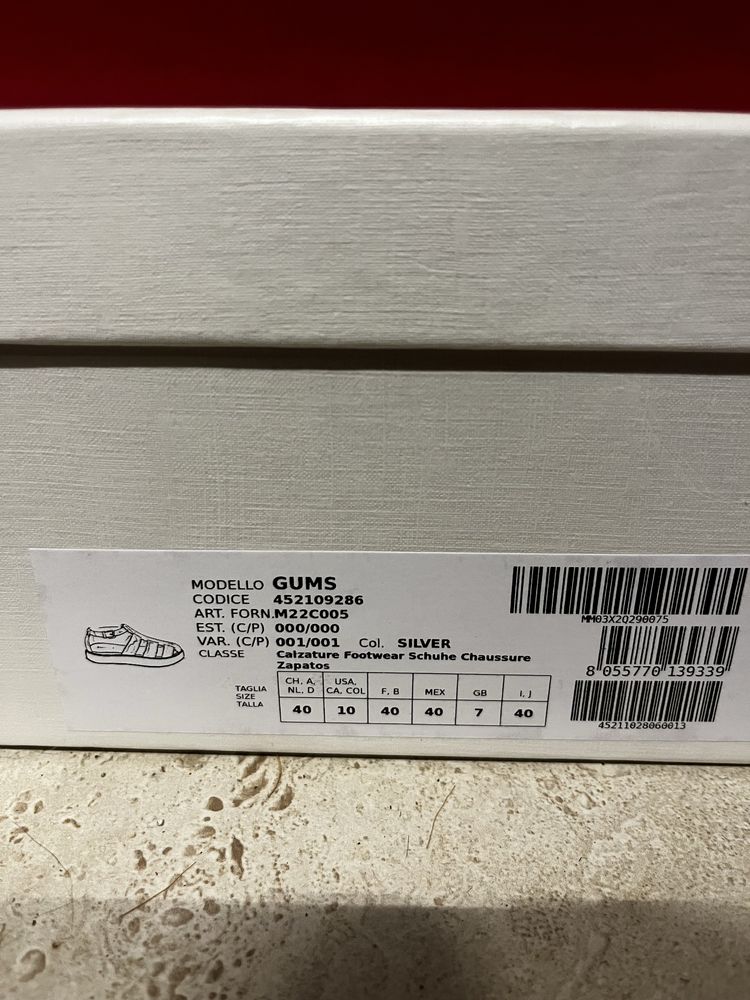 MODELLO GUMS
CODICE 452109286
ART. FORN.M22C005
EST. (C/P) 000/000
VAR. (C/P) 001/001 Col. SILVER
CLASSE Calzature Footwear Schuhe Chaussure
Zapatos
TAGLIA
SIZE
TALLA
CH, A, NL, D USA, CA, COL F, B MEX GB I, J
40 10 40 40 7 40
MM03X2Q290075
8 055770 139339
45211028060013